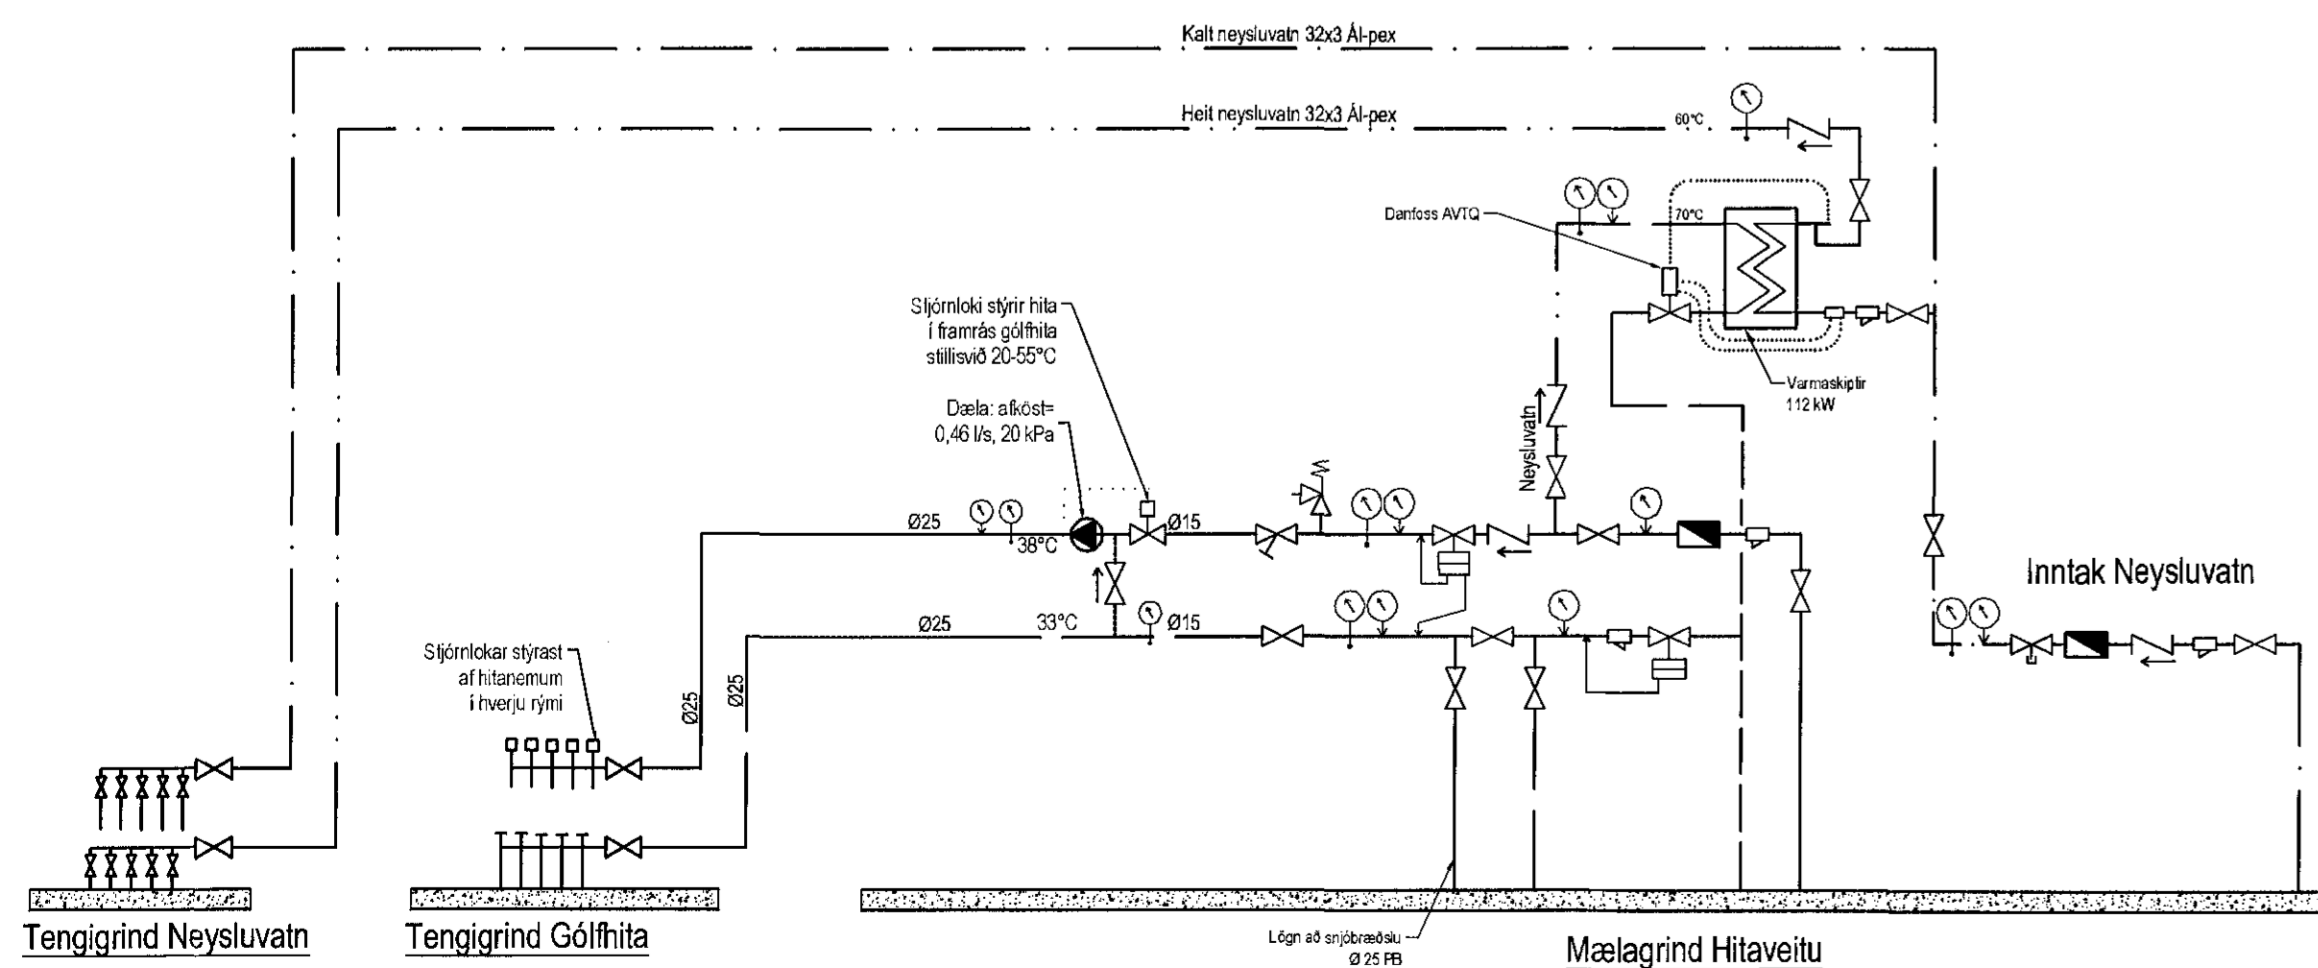 Kalt neysluvatn 32x3 Ál-pex
Heit neysluvatn 32x3 Ál-pex
60°C
Danfoss AVTQ
70°C
Stjórnloki stýrir hita
í framrás gólfhita
stillisvið 20-55°C
Varmaskiptir
112 kW
Dæla: afköst=
0,46 l/s, 20 kPa
Neysluvatn
Ø25
38°C
Ø15
Inntak Neysluvatn
Ø25
33°C
Ø15
Stjórnlokar stýrast
af hitanemum
í hverju rými
Ø25
Ø25
Tengigrind Neysluvatn
Tengigrind Gólfhita
Lögn að snjóbræðslu
Ø 25 PB
Mælagrind Hitaveitu